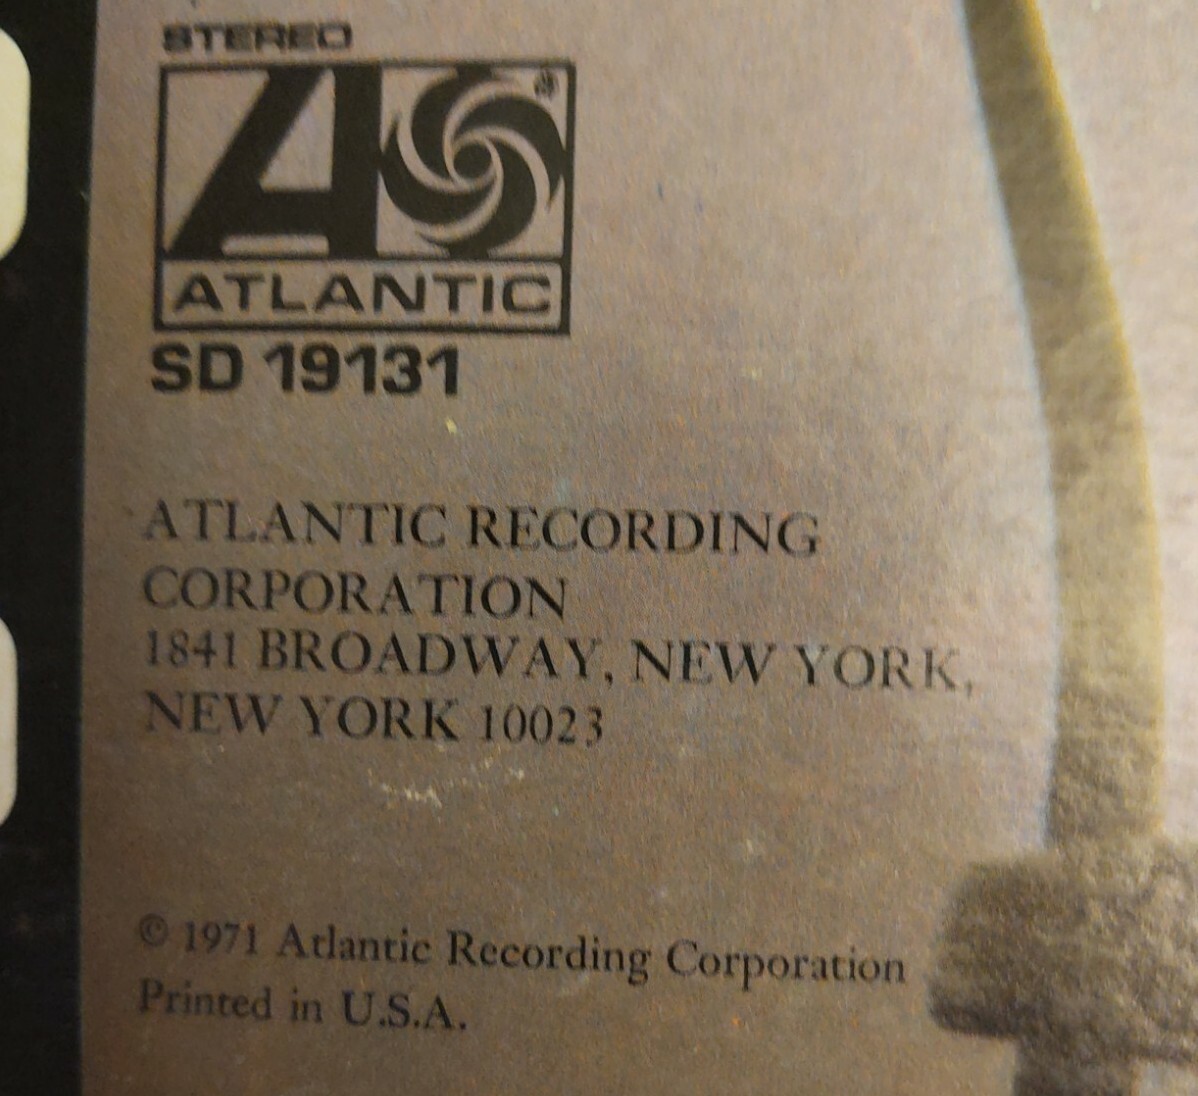 STEREO
A
®
ATLANTIC
SD 19131
ATLANTIC RECORDING
CORPORATION
1841 BROADWAY, NEW YORK,
NEW YORK 10023
© 1971 Atlantic Recording Corporation
Printed in U.S.A.